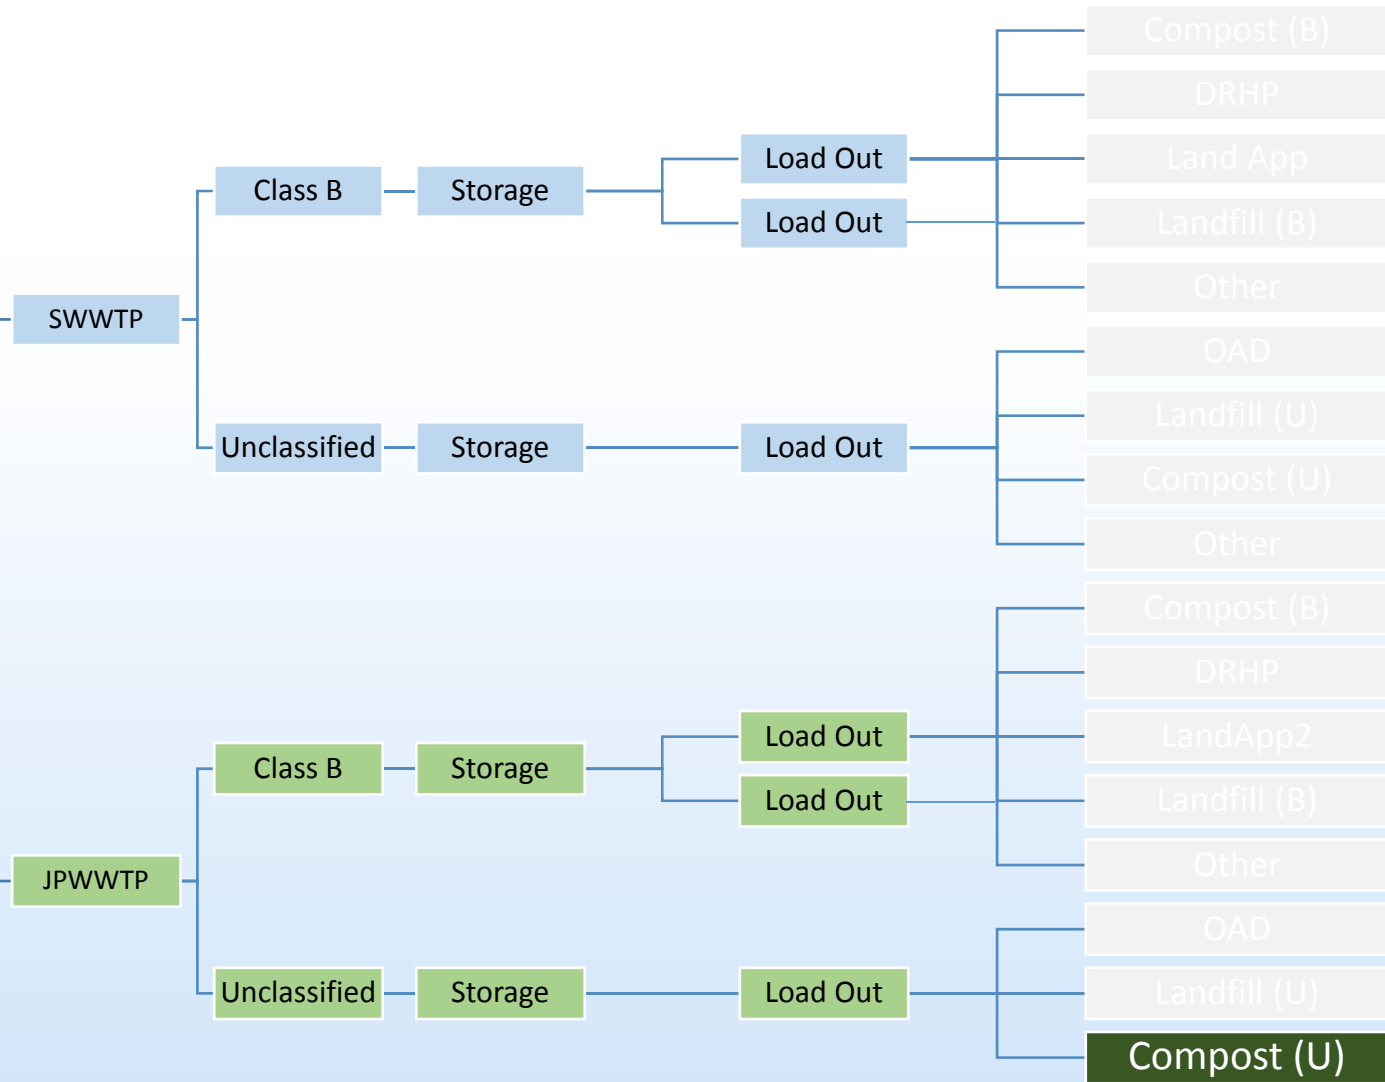 Compost (B)
DRHP
Load Out
Land App
Class B
Storage
Load Out
Landfill (B)
Other
SWWTP
OAD
Landfill (U)
Unclassified
Storage
Load Out
Compost (U)
Other
Compost (B)
DRHP
Load Out
LandApp2
Class B
Storage
Load Out
Landfill (B)
Other
JPWWTP
OAD
Unclassified
Storage
Load Out
Landfill (U)
Compost (U)